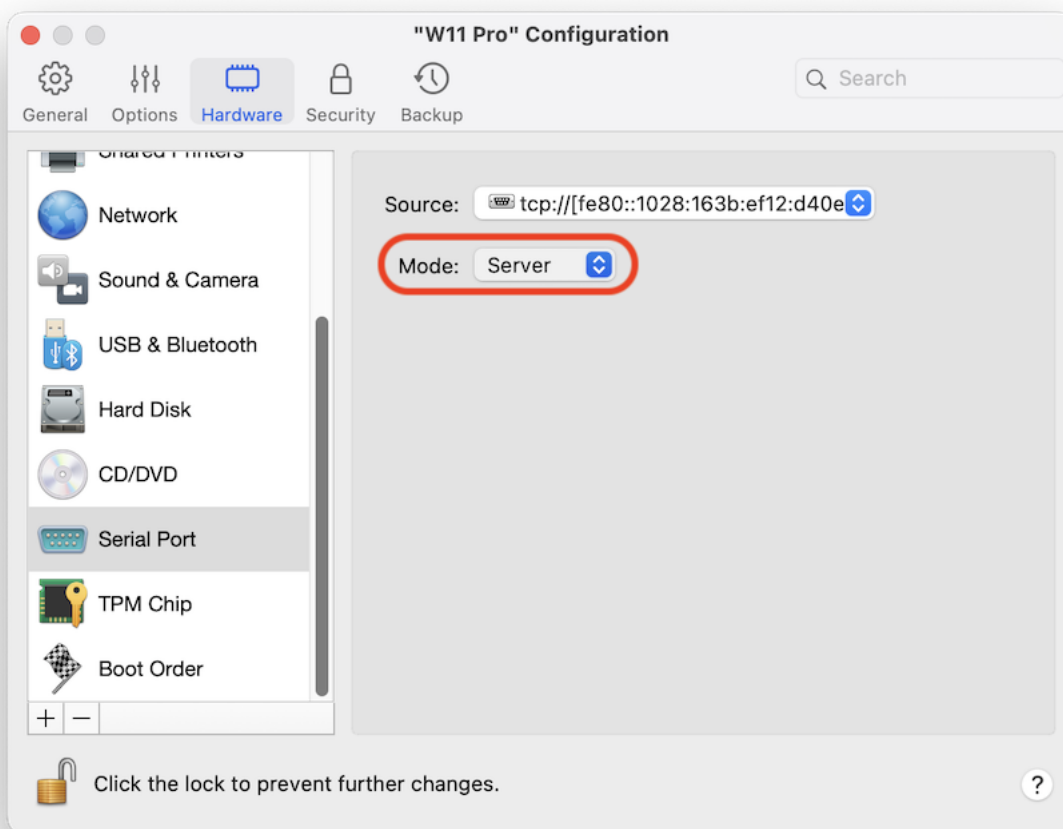 "W11 Pro" Configuration
General Options Hardware Security Backup
Search
Shared Printers
Network
Sound & Camera
USB & Bluetooth
Hard Disk
CD/DVD
Serial Port
TPM Chip
Boot Order
+ −
Source: tcp://[fe80::1028:163b:ef12:d40e
Mode: Server
Click the lock to prevent further changes.
?